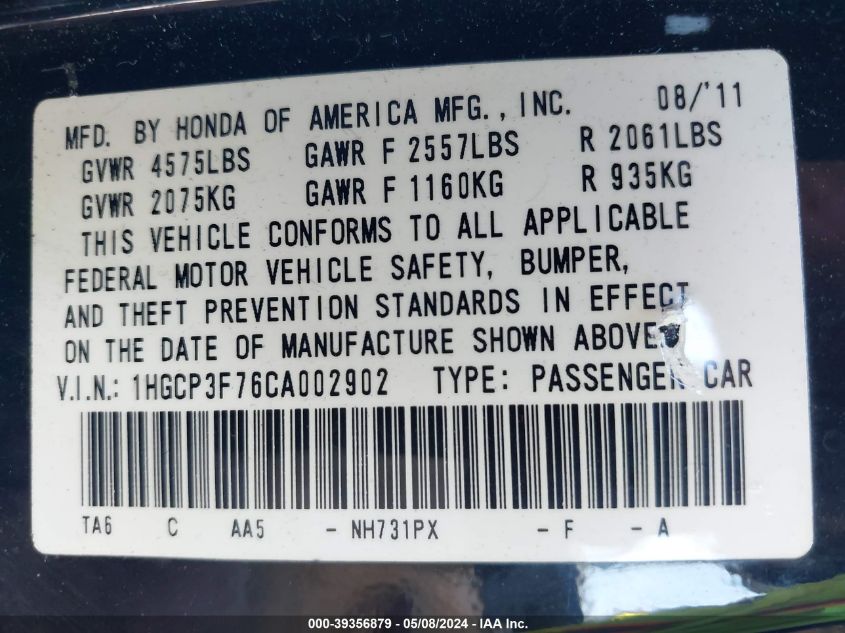 MFD. BY HONDA OF AMERICA MFG., INC. 08/'11
GVWR 4575LBS GAWR F 2557LBS R 2061LBS
GVWR 2075KG GAWR F 1160KG R 935KG
THIS VEHICLE CONFORMS TO ALL APPLICABLE
FEDERAL MOTOR VEHICLE SAFETY, BUMPER,
AND THEFT PREVENTION STANDARDS IN EFFECT
ON THE DATE OF MANUFACTURE SHOWN ABOVE.
V.I.N.: 1HGCP3F76CA002902 TYPE: PASSENGER CAR
TA6 C AA5 - NH731PX - F - A
000-39356879 - 05/08/2024 - IAA Inc.